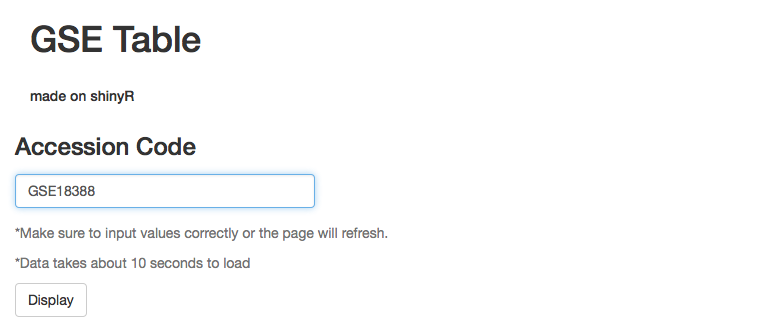 GSE Table
made on shinyR
Accession Code
GSE18388
*Make sure to input values correctly or the page will refresh.
*Data takes about 10 seconds to load
Display